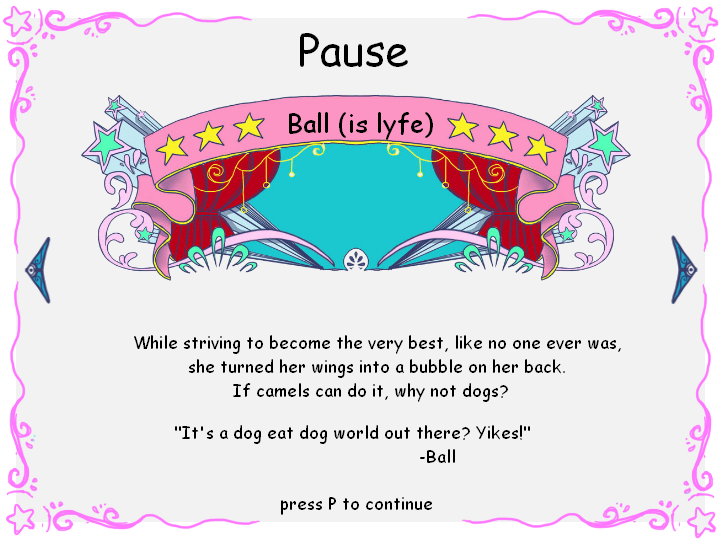 Pause
Ball (is lyfe)
While striving to become the very best, like no one ever was,
she turned her wings into a bubble on her back.
If camels can do it, why not dogs?
"It's a dog eat dog world out there? Yikes!"
-Ball
press P to continue